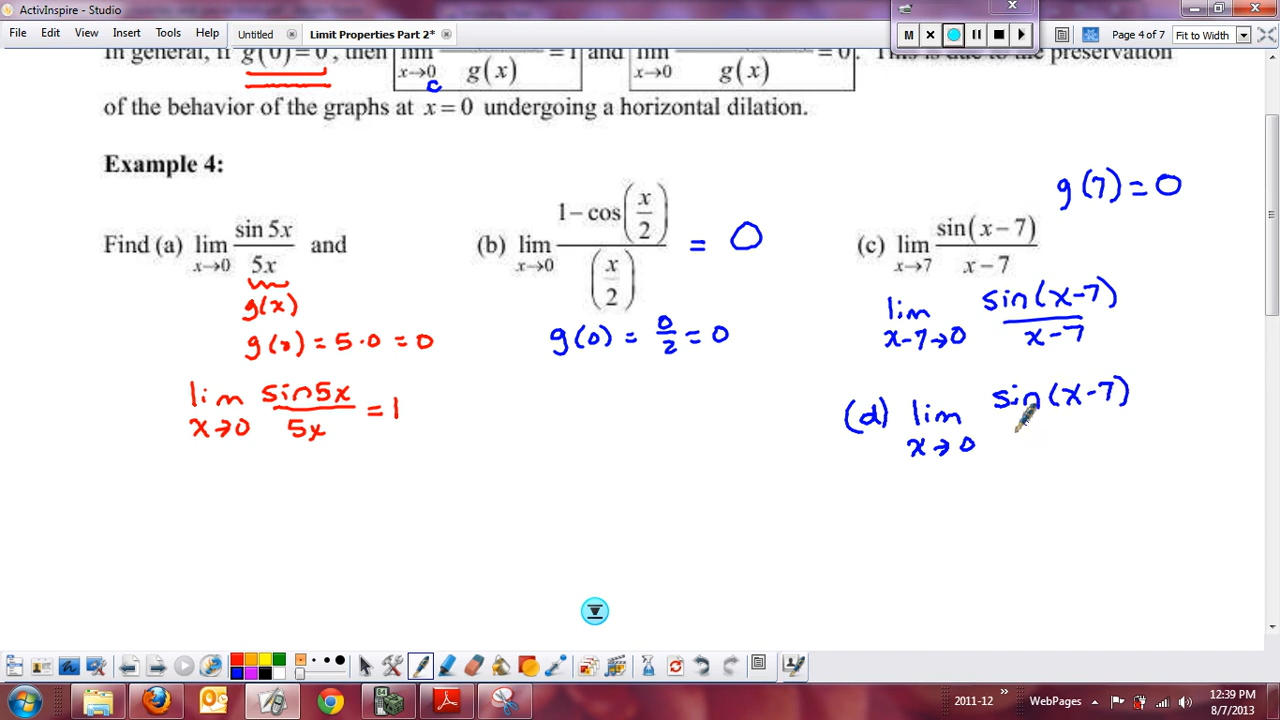 ActivInspire - Studio
File Edit View Insert Tools Help
Untitled
Limit Properties Part 2*
M
Page 4 of 7
Fit to Width
In general, if g(0) = 0, then lim x→0 g(x) = 1 and lim x→0 g(x) = 0. This is due to the preservation
c
of the behavior of the graphs at x = 0 undergoing a horizontal dilation.
Example 4:
g(7) = 0
Find (a) lim x→0 sin 5x / 5x and
(b) lim x→0 1 − cos(x/2) / (x/2) = 0
(c) lim x→7 sin(x − 7) / x − 7
g(x)
g(0) = 5·0 = 0
g(0) = 0/2 = 0
lim x-7→0 sin(x-7) / x-7
lim x→0 sin5x / 5x = 1
(d) lim x→0 sin(x-7)
2011-12
WebPages
12:39 PM
8/7/2013